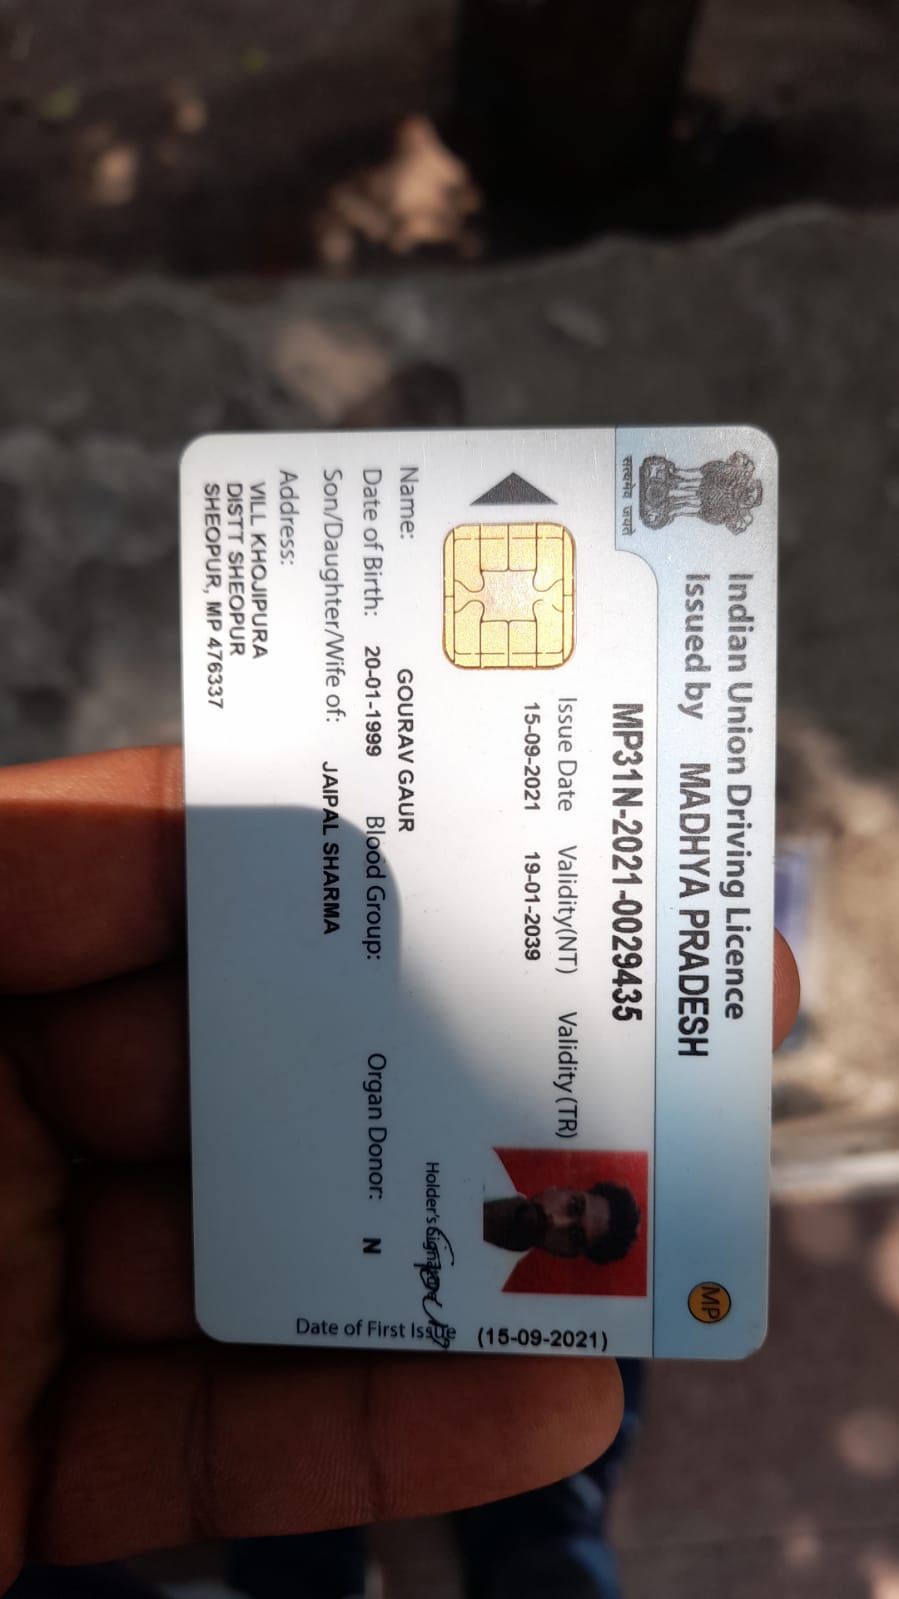 Indian Union Driving Licence
Issued by MADHYA PRADESH
सत्यमेव जयते
MP
MP31N-2021-0029435
Issue Date Validity(NT) Validity(TR)
15-09-2021 19-01-2039
Holder's Signature
Name: GOURAV GAUR
Date of Birth: 20-01-1999 Blood Group: Organ Donor: N
Son/Daughter/Wife of: JAIPAL SHARMA
Address:
VILL KHOJIPURA
DISTT SHEOPUR
SHEOPUR, MP 476337
Date of First Issue (15-09-2021)